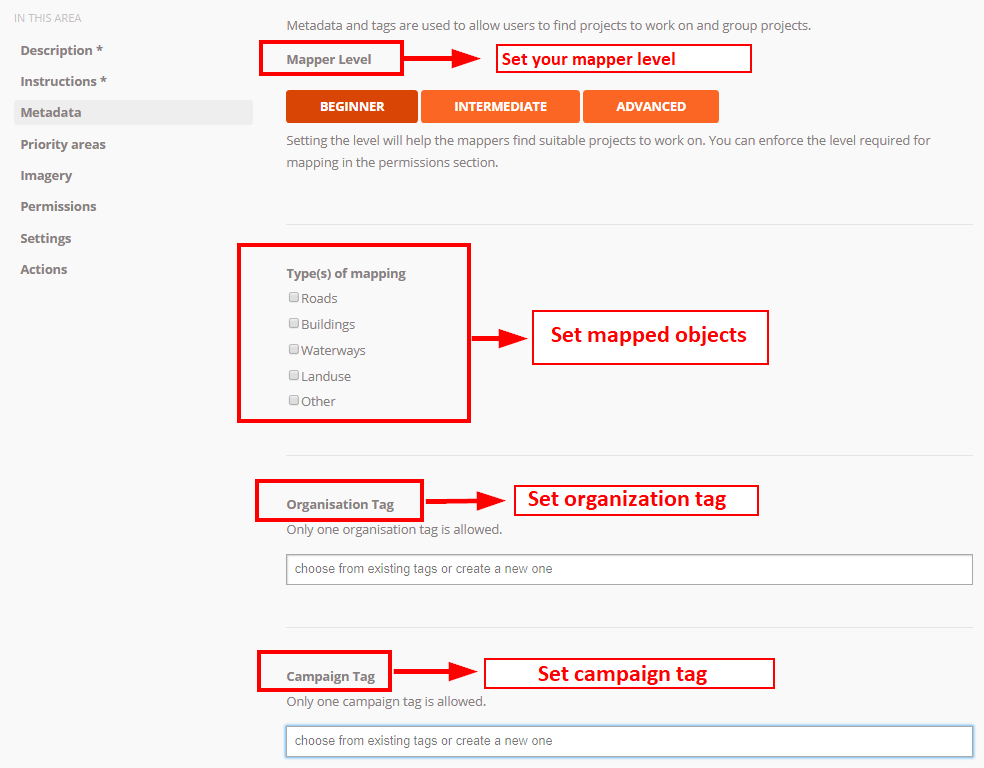 IN THIS AREA
Description *
Instructions *
Metadata
Priority areas
Imagery
Permissions
Settings
Actions
Metadata and tags are used to allow users to find projects to work on and group projects.
Mapper Level
Set your mapper level
BEGINNER INTERMEDIATE ADVANCED
Setting the level will help the mappers find suitable projects to work on. You can enforce the level required for
mapping in the permissions section.
Type(s) of mapping
Roads
Buildings
Waterways
Landuse
Other
Set mapped objects
Organisation Tag
Set organization tag
Only one organisation tag is allowed.
choose from existing tags or create a new one
Campaign Tag
Set campaign tag
Only one campaign tag is allowed.
choose from existing tags or create a new one